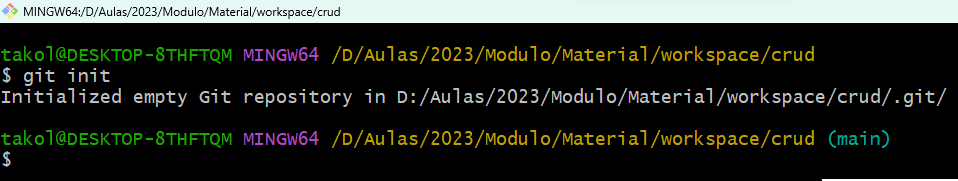 MINGW64:/D/Aulas/2023/Modulo/Material/workspace/crud
takol@DESKTOP-8THFTQM MINGW64 /D/Aulas/2023/Modulo/Material/workspace/crud
$ git init
Initialized empty Git repository in D:/Aulas/2023/Modulo/Material/workspace/crud/.git/
takol@DESKTOP-8THFTQM MINGW64 /D/Aulas/2023/Modulo/Material/workspace/crud (main)
$